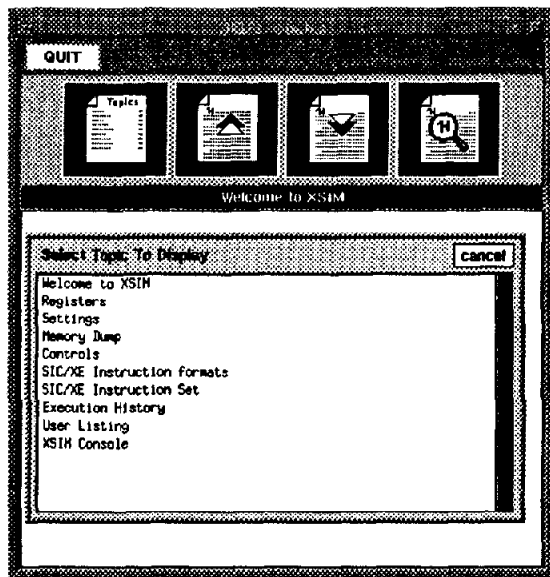 QUIT
Topics
Welcome to XSIM
Select Topic To Display
cancel
Welcome to XSIM
Registers
Settings
Memory Dump
Controls
SIC/XE Instruction formats
SIC/XE Instruction Set
Execution History
User Listing
XSIM Console